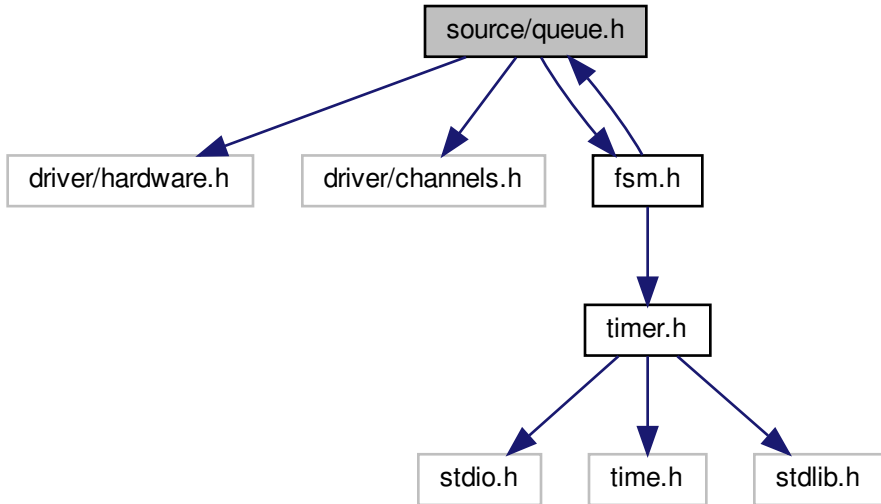 source/queue.h
driver/hardware.h
driver/channels.h
fsm.h
timer.h
stdio.h
time.h
stdlib.h